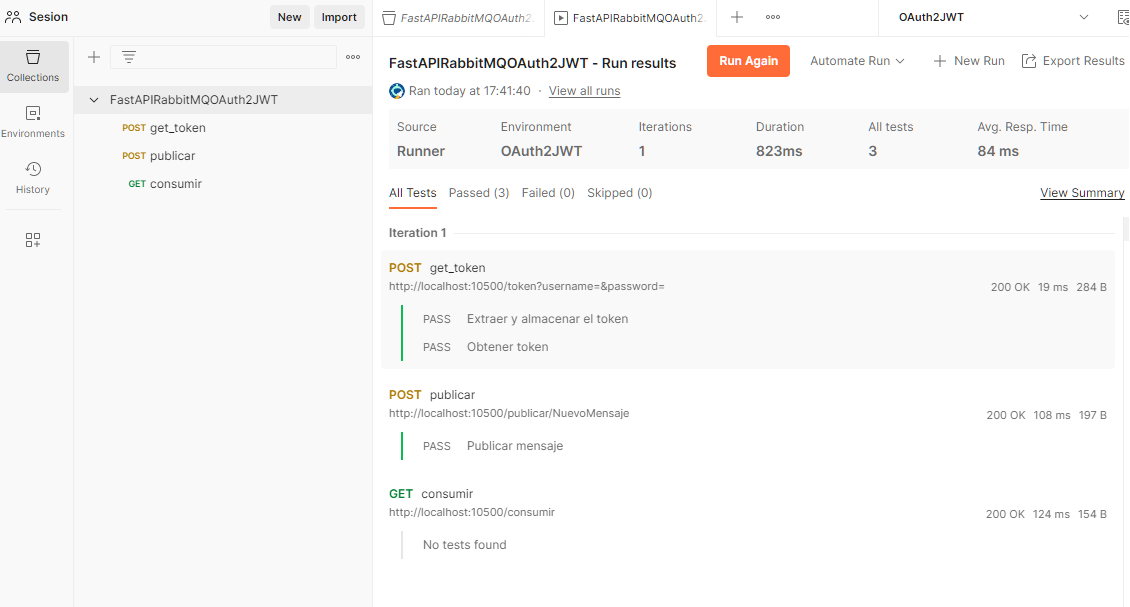 Sesion
New
Import
FastAPIRabbitMQOAuth2.
FastAPIRabbitMQOAuth2.
OAuth2JWT
Collections
Environments
History
FastAPIRabbitMQOAuth2JWT
POST get_token
POST publicar
GET consumir
FastAPIRabbitMQOAuth2JWT - Run results
Run Again
Automate Run
New Run
Export Results
Ran today at 17:41:40 · View all runs
Source Environment Iterations Duration All tests Avg. Resp. Time
Runner OAuth2JWT 1 823ms 3 84 ms
All Tests Passed (3) Failed (0) Skipped (0) View Summary
Iteration 1
POST get_token
http://localhost:10500/token?username=&password= 200 OK 19 ms 284 B
PASS Extraer y almacenar el token
PASS Obtener token
POST publicar
http://localhost:10500/publicar/NuevoMensaje 200 OK 108 ms 197 B
PASS Publicar mensaje
GET consumir
http://localhost:10500/consumir 200 OK 124 ms 154 B
No tests found